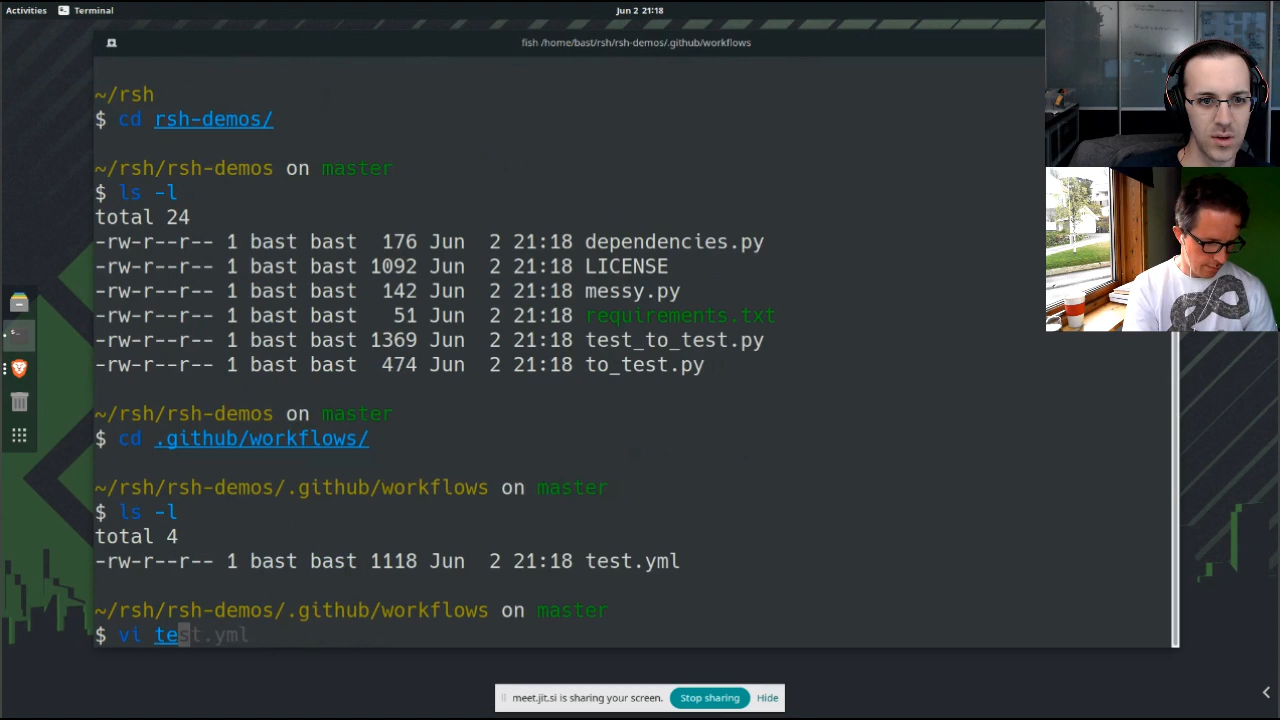 Activities Terminal Jun 2 21:18
fish /home/bast/rsh/rsh-demos/.github/workflows
~/rsh
$ cd rsh-demos/
~/rsh/rsh-demos on master
$ ls -l
total 24
-rw-r--r-- 1 bast bast 176 Jun 2 21:18 dependencies.py
-rw-r--r-- 1 bast bast 1092 Jun 2 21:18 LICENSE
-rw-r--r-- 1 bast bast 142 Jun 2 21:18 messy.py
-rw-r--r-- 1 bast bast 51 Jun 2 21:18 requirements.txt
-rw-r--r-- 1 bast bast 1369 Jun 2 21:18 test_to_test.py
-rw-r--r-- 1 bast bast 474 Jun 2 21:18 to_test.py
~/rsh/rsh-demos on master
$ cd .github/workflows/
~/rsh/rsh-demos/.github/workflows on master
$ ls -l
total 4
-rw-r--r-- 1 bast bast 1118 Jun 2 21:18 test.yml
~/rsh/rsh-demos/.github/workflows on master
$ vi test.yml
meet.jit.si is sharing your screen. Stop sharing Hide